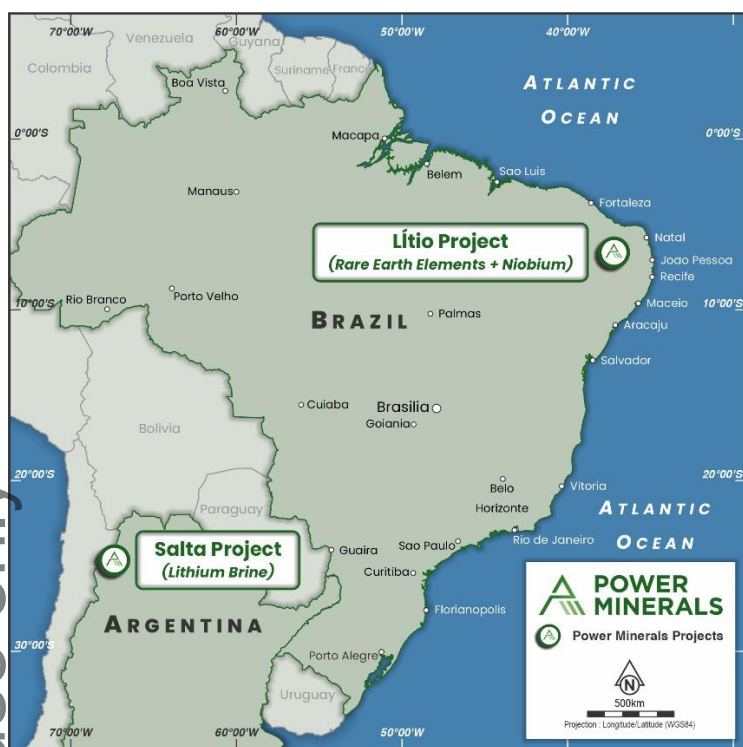 70°00'W
60°00'W
50°00'W
40°00'W
Venezuela
Guyana
Colombia
Suriname
France
Boa Vista
ATLANTIC
OCEAN
0°00'S
0°00'S
Macapa
Belem
Sao Luis
Manaus
Fortaleza
LÍtio Project
(Rare Earth Elements + Niobium)
Natal
Joao Pessoa
Recife
Rio Branco
Porto Velho
10°00'S
10°00'S
BRAZIL
Palmas
Maceio
Aracaju
Salvador
Cuiaba
Brasilia
Goiania
Bolivia
20°00'S
20°00'S
Belo
Horizonte
Vitoria
Paraguay
ATLANTIC
OCEAN
Salta Project
(Lithium Brine)
Guaira
Sao Paulo
Rio de Janeiro
Curitiba
ARGENTINA
Florianopolis
POWER
MINERALS
Power Minerals Projects
30°00'S
Porto Alegre
Uruguay
N
500km
Projection : Longitude/Latitude (WGS84)
70°00'W
60°00'W
50°00'W